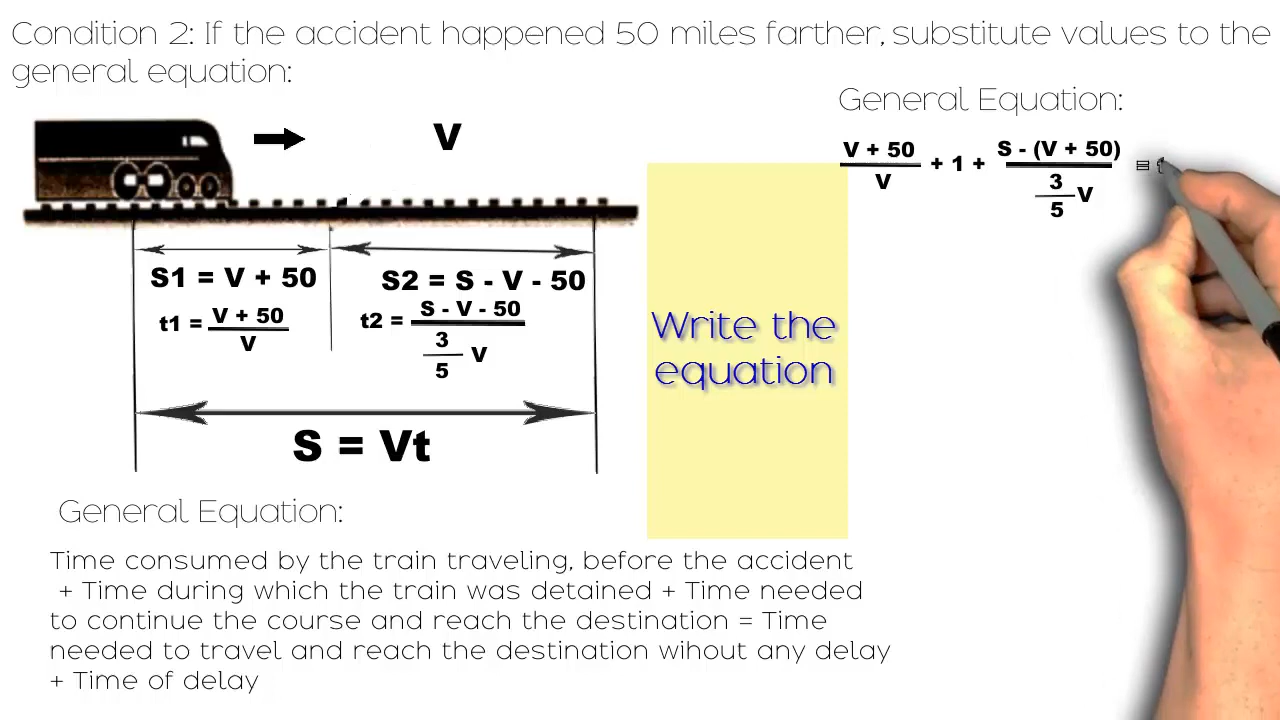 Condition 2: If the accident happened 50 miles farther, substitute values to the
general equation:
General Equation:
V
V + 50
V
+ 1 +
S - (V + 50)
3
5
V
= t
S1 = V + 50
t1 =
V + 50
V
S2 = S - V - 50
t2 =
S - V - 50
3
5
V
S = Vt
Write the
equation
General Equation:
Time consumed by the train traveling, before the accident
+ Time during which the train was detained + Time needed
to continue the course and reach the destination = Time
needed to travel and reach the destination wihout any delay
+ Time of delay